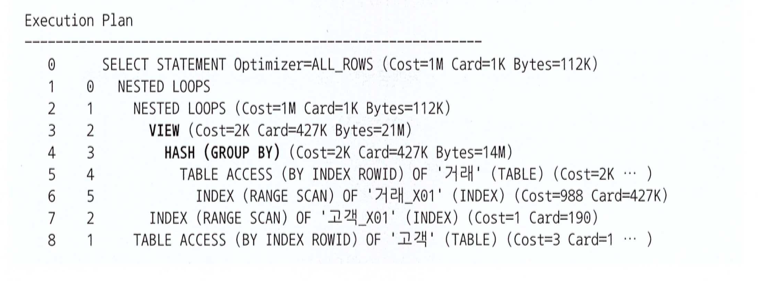 Execution Plan
-----------------------------------------------------------
0 SELECT STATEMENT Optimizer=ALL_ROWS (Cost=1M Card=1K Bytes=112K)
1 0 NESTED LOOPS
2 1 NESTED LOOPS (Cost=1M Card=1K Bytes=112K)
3 2 VIEW (Cost=2K Card=427K Bytes=21M)
4 3 HASH (GROUP BY) (Cost=2K Card=427K Bytes=14M)
5 4 TABLE ACCESS (BY INDEX ROWID) OF '거래' (TABLE) (Cost=2K ··· )
6 5 INDEX (RANGE SCAN) OF '거래_X01' (INDEX) (Cost=988 Card=427K)
7 2 INDEX (RANGE SCAN) OF '고객_X01' (INDEX) (Cost=1 Card=190)
8 1 TABLE ACCESS (BY INDEX ROWID) OF '고객' (TABLE) (Cost=3 Card=1 ··· )